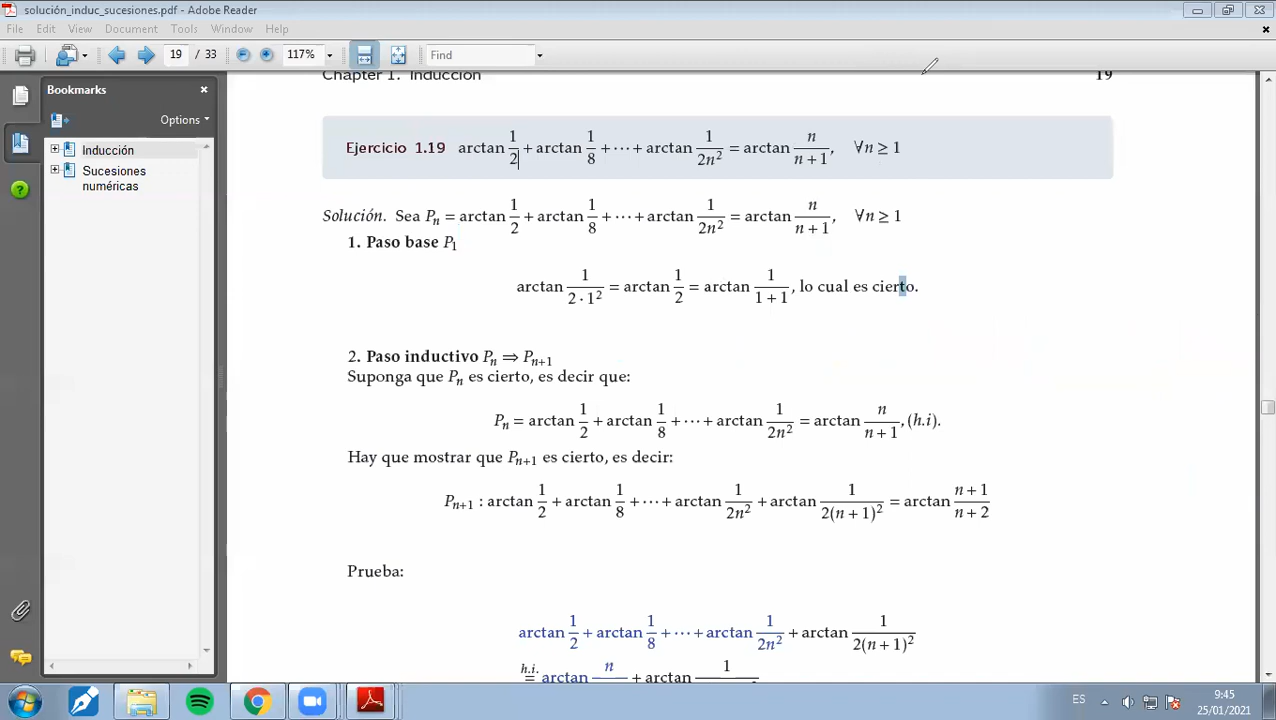 solución_induc_sucesiones.pdf - Adobe Reader
File Edit View Document Tools Window Help
19 / 33 117% Find
Bookmarks
Options
Inducción
Sucesiones numéricas
Chapter 1. Inducción 19
Ejercicio 1.19 arctan 1/2 + arctan 1/8 + ⋯ + arctan 1/2n² = arctan n/n+1, ∀n ≥ 1
Solución. Sea Pn = arctan 1/2 + arctan 1/8 + ⋯ + arctan 1/2n² = arctan n/n+1, ∀n ≥ 1
1. Paso base P1
arctan 1/2·1² = arctan 1/2 = arctan 1/1+1, lo cual es cierto.
2. Paso inductivo Pn ⇒ Pn+1
Suponga que Pn es cierto, es decir que:
Pn = arctan 1/2 + arctan 1/8 + ⋯ + arctan 1/2n² = arctan n/n+1, (h.i).
Hay que mostrar que Pn+1 es cierto, es decir:
Pn+1 : arctan 1/2 + arctan 1/8 + ⋯ + arctan 1/2n² + arctan 1/2(n+1)² = arctan n+1/n+2
Prueba:
arctan 1/2 + arctan 1/8 + ⋯ + arctan 1/2n² + arctan 1/2(n+1)²
h.i. = arctan n + arctan 1
ES 9:45
25/01/2021